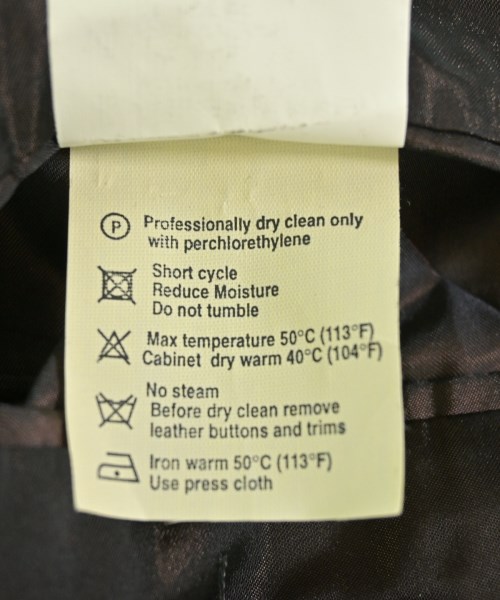 P Professionally dry clean only
with perchlorethylene
Short cycle
Reduce Moisture
Do not tumble
Max temperature 50°C (113°F)
Cabinet dry warm 40°C (104°F)
No steam
Before dry clean remove
leather buttons and trims
Iron warm 50°C (113°F)
Use press cloth